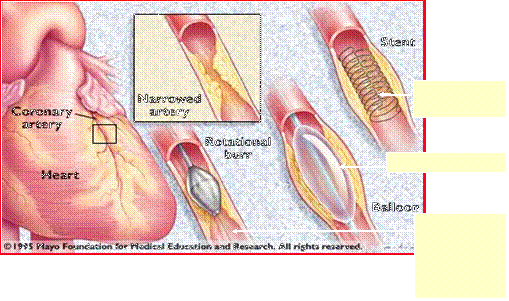 Stent
Narrowed
artery
Coronary
artery
Rotational
burr
Heart
Balloon
©1995 Mayo Foundation for Medical Education and Research. All rights reserved.